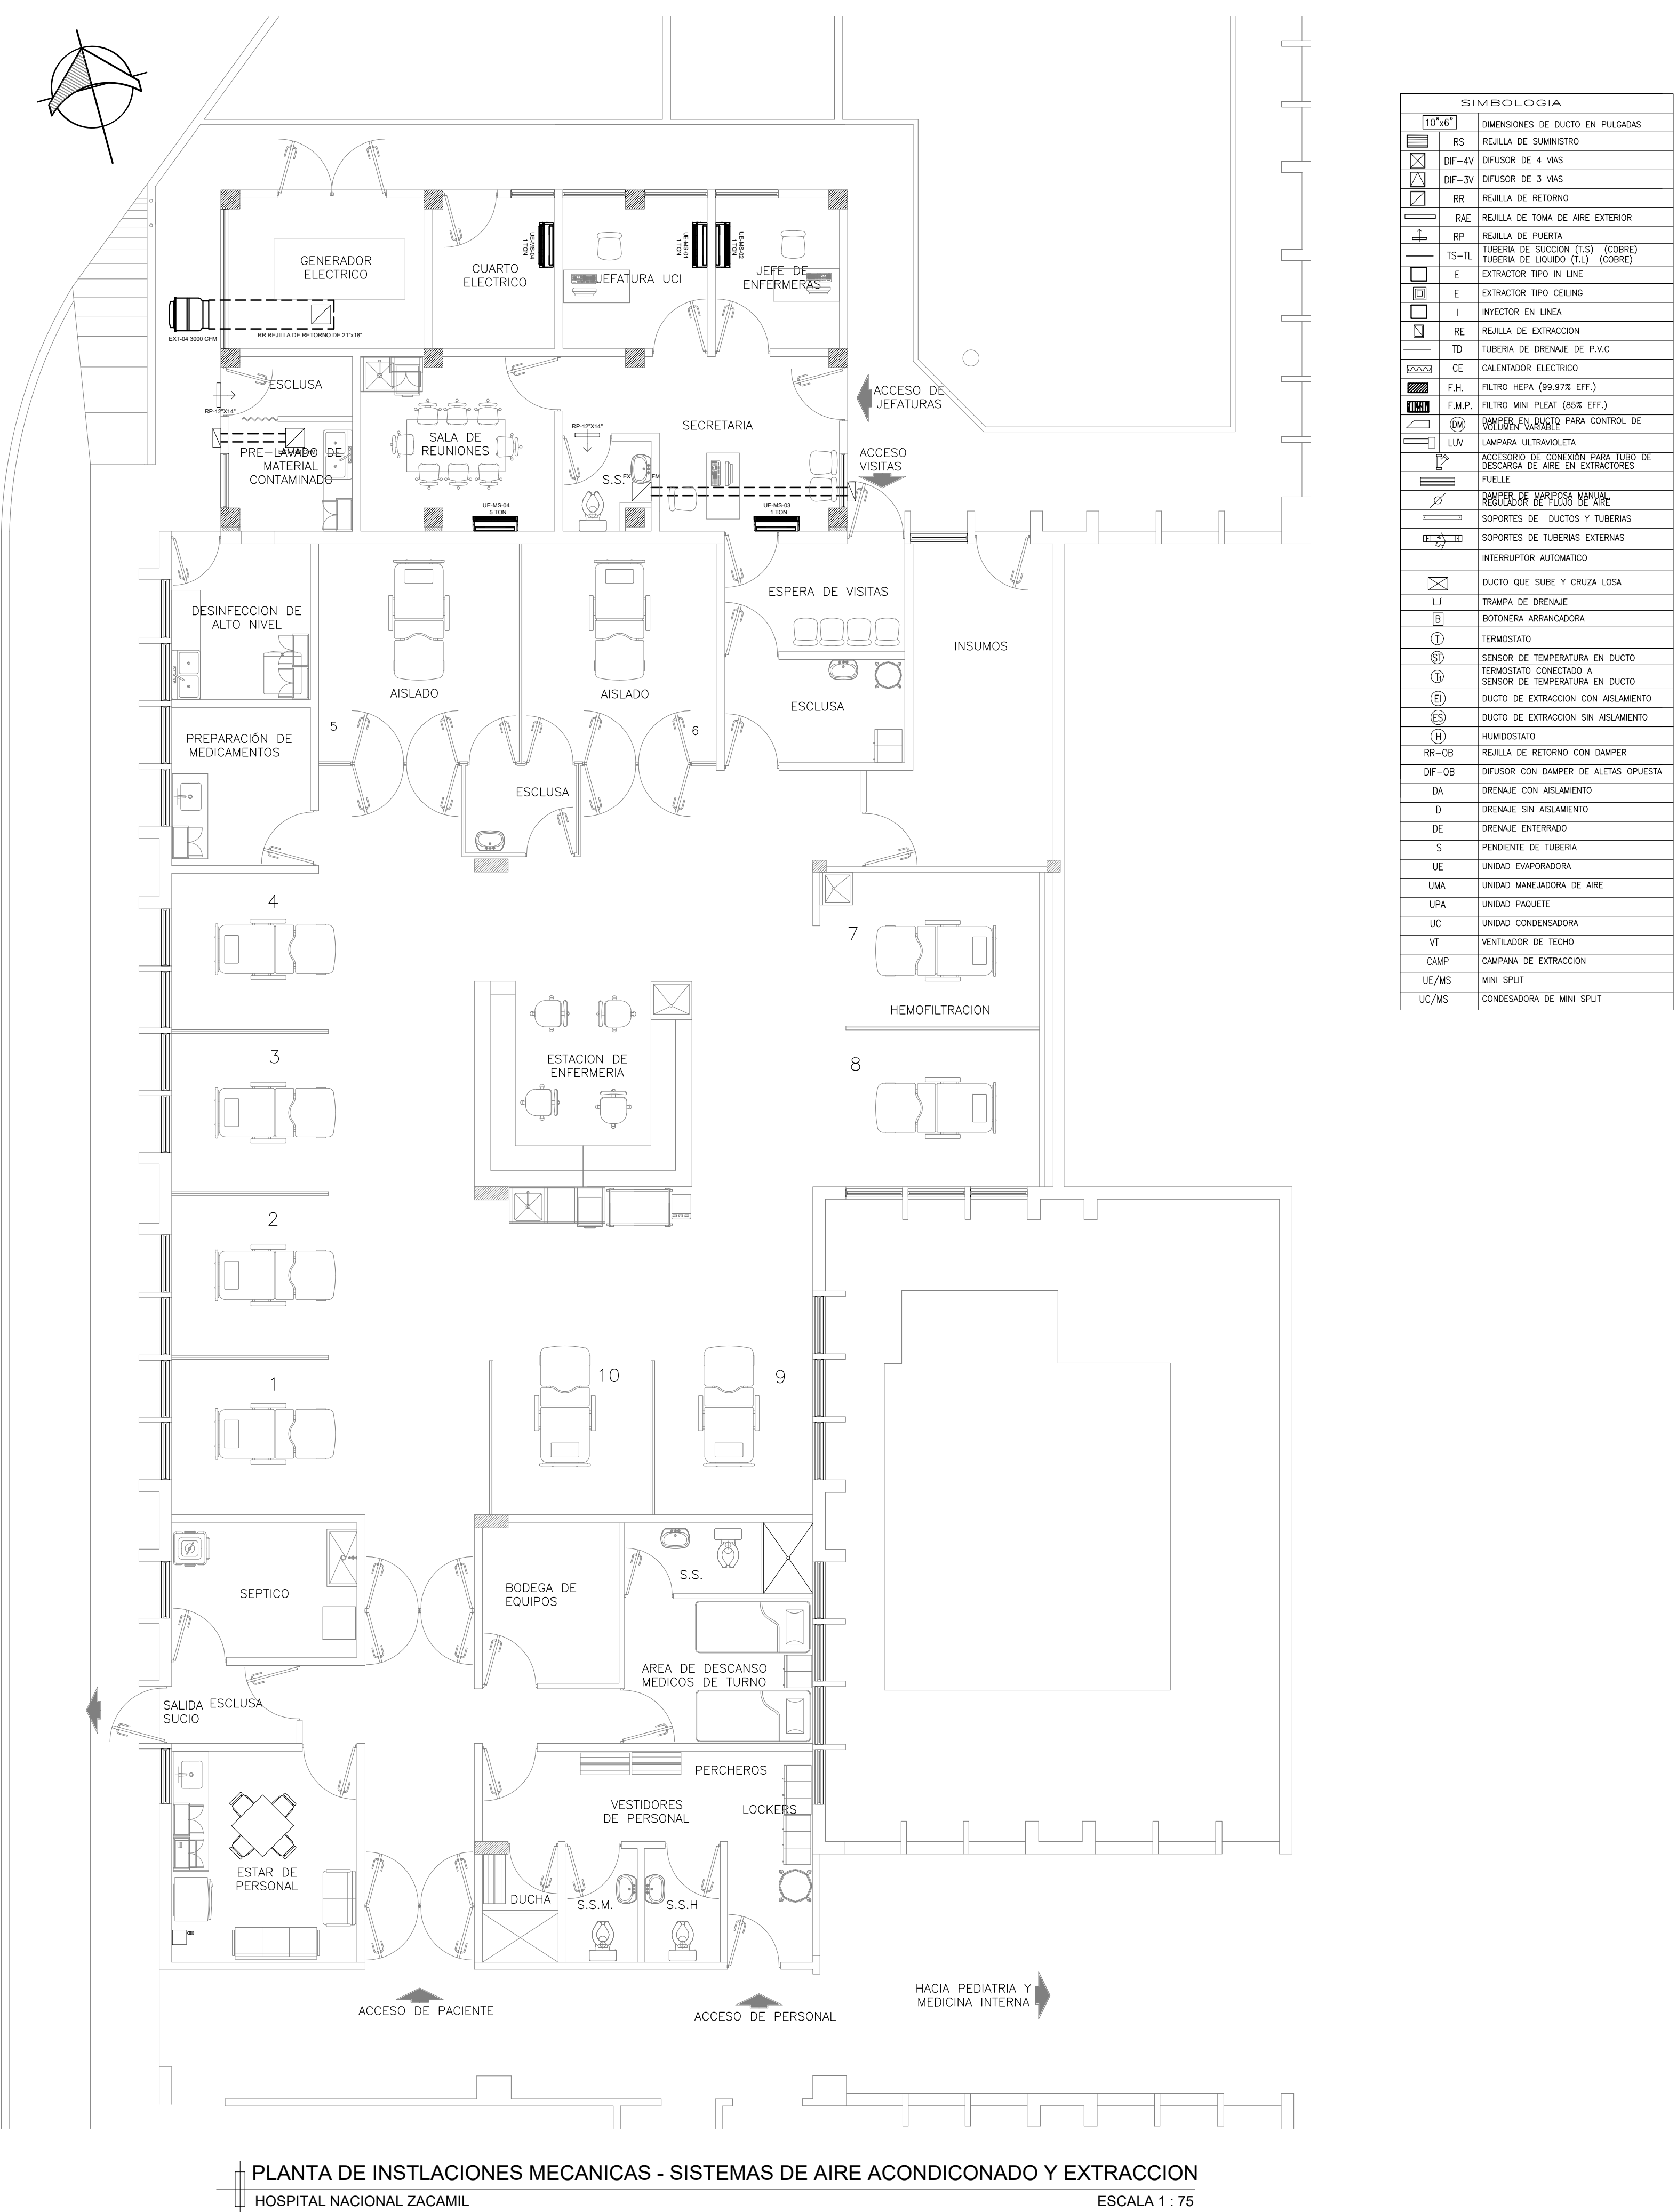 SIMBOLOGIA
10"x6" DIMENSIONES DE DUCTO EN PULGADAS
RS REJILLA DE SUMINISTRO
DIF-4V DIFUSOR DE 4 VIAS
DIF-3V DIFUSOR DE 3 VIAS
RR REJILLA DE RETORNO
RAE REJILLA DE TOMA DE AIRE EXTERIOR
RP REJILLA DE PUERTA
TS-TL TUBERIA DE SUCCION (T.S) (COBRE)
TUBERIA DE LIQUIDO (T.L) (COBRE)
E EXTRACTOR TIPO IN LINE
E EXTRACTOR TIPO CEILING
I INYECTOR EN LINEA
RE REJILLA DE EXTRACCION
TD TUBERIA DE DRENAJE DE P.V.C
CE CALENTADOR ELECTRICO
F.H. FILTRO HEPA (99.97% EFF.)
F.M.P. FILTRO MINI PLEAT (85% EFF.)
DM DAMPER EN DUCTO PARA CONTROL DE
VOLUMEN VARIABLE
LUV LAMPARA ULTRAVIOLETA
ACCESORIO DE CONEXIÓN PARA TUBO DE
DESCARGA DE AIRE EN EXTRACTORES
FUELLE
DAMPER DE MARIPOSA MANUAL,
REGULADOR DE FLUJO DE AIRE
SOPORTES DE DUCTOS Y TUBERIAS
SOPORTES DE TUBERIAS EXTERNAS
INTERRUPTOR AUTOMATICO
DUCTO QUE SUBE Y CRUZA LOSA
TRAMPA DE DRENAJE
B BOTONERA ARRANCADORA
T TERMOSTATO
ST SENSOR DE TEMPERATURA EN DUCTO
T1 TERMOSTATO CONECTADO A
SENSOR DE TEMPERATURA EN DUCTO
EI DUCTO DE EXTRACCION CON AISLAMIENTO
ES DUCTO DE EXTRACCION SIN AISLAMIENTO
H HUMIDOSTATO
RR-OB REJILLA DE RETORNO CON DAMPER
DIF-OB DIFUSOR CON DAMPER DE ALETAS OPUESTA
DA DRENAJE CON AISLAMIENTO
D DRENAJE SIN AISLAMIENTO
DE DRENAJE ENTERRADO
S PENDIENTE DE TUBERIA
UE UNIDAD EVAPORADORA
UMA UNIDAD MANEJADORA DE AIRE
UPA UNIDAD PAQUETE
UC UNIDAD CONDENSADORA
VT VENTILADOR DE TECHO
CAMP CAMPANA DE EXTRACCION
UE/MS MINI SPLIT
UC/MS CONDESADORA DE MINI SPLIT
GENERADOR
ELECTRICO
EXT-04 3000 CFM
RR REJILLA DE RETORNO DE 21"x18"
CUARTO
ELECTRICO
UE-MS-04
1 TON
JEFATURA UCI
UE-MS-01
1 TON
UE-MS-02
1 TON
JEFE DE
ENFERMERAS
ESCLUSA
RP-12"X14"
PRE-LAVADO DE
MATERIAL
CONTAMINADO
SALA DE
REUNIONES
UE-MS-04
5 TON
RP-12"X14"
S.S.
SECRETARIA
UE-MS-03
1 TON
ACCESO DE
JEFATURAS
ACCESO
VISITAS
DESINFECCION DE
ALTO NIVEL
AISLADO
5
AISLADO
6
ESPERA DE VISITAS
ESCLUSA
INSUMOS
PREPARACIÓN DE
MEDICAMENTOS
ESCLUSA
4
3
2
1
ESTACION DE
ENFERMERIA
7
HEMOFILTRACION
8
10
9
SEPTICO
BODEGA DE
EQUIPOS
S.S.
AREA DE DESCANSO
MEDICOS DE TURNO
SALIDA
SUCIO
ESCLUSA
ESTAR DE
PERSONAL
PERCHEROS
VESTIDORES
DE PERSONAL
LOCKERS
DUCHA
S.S.M.
S.S.H
ACCESO DE PACIENTE
ACCESO DE PERSONAL
HACIA PEDIATRIA Y
MEDICINA INTERNA
PLANTA DE INSTLACIONES MECANICAS - SISTEMAS DE AIRE ACONDICONADO Y EXTRACCION
HOSPITAL NACIONAL ZACAMIL
ESCALA 1 : 75